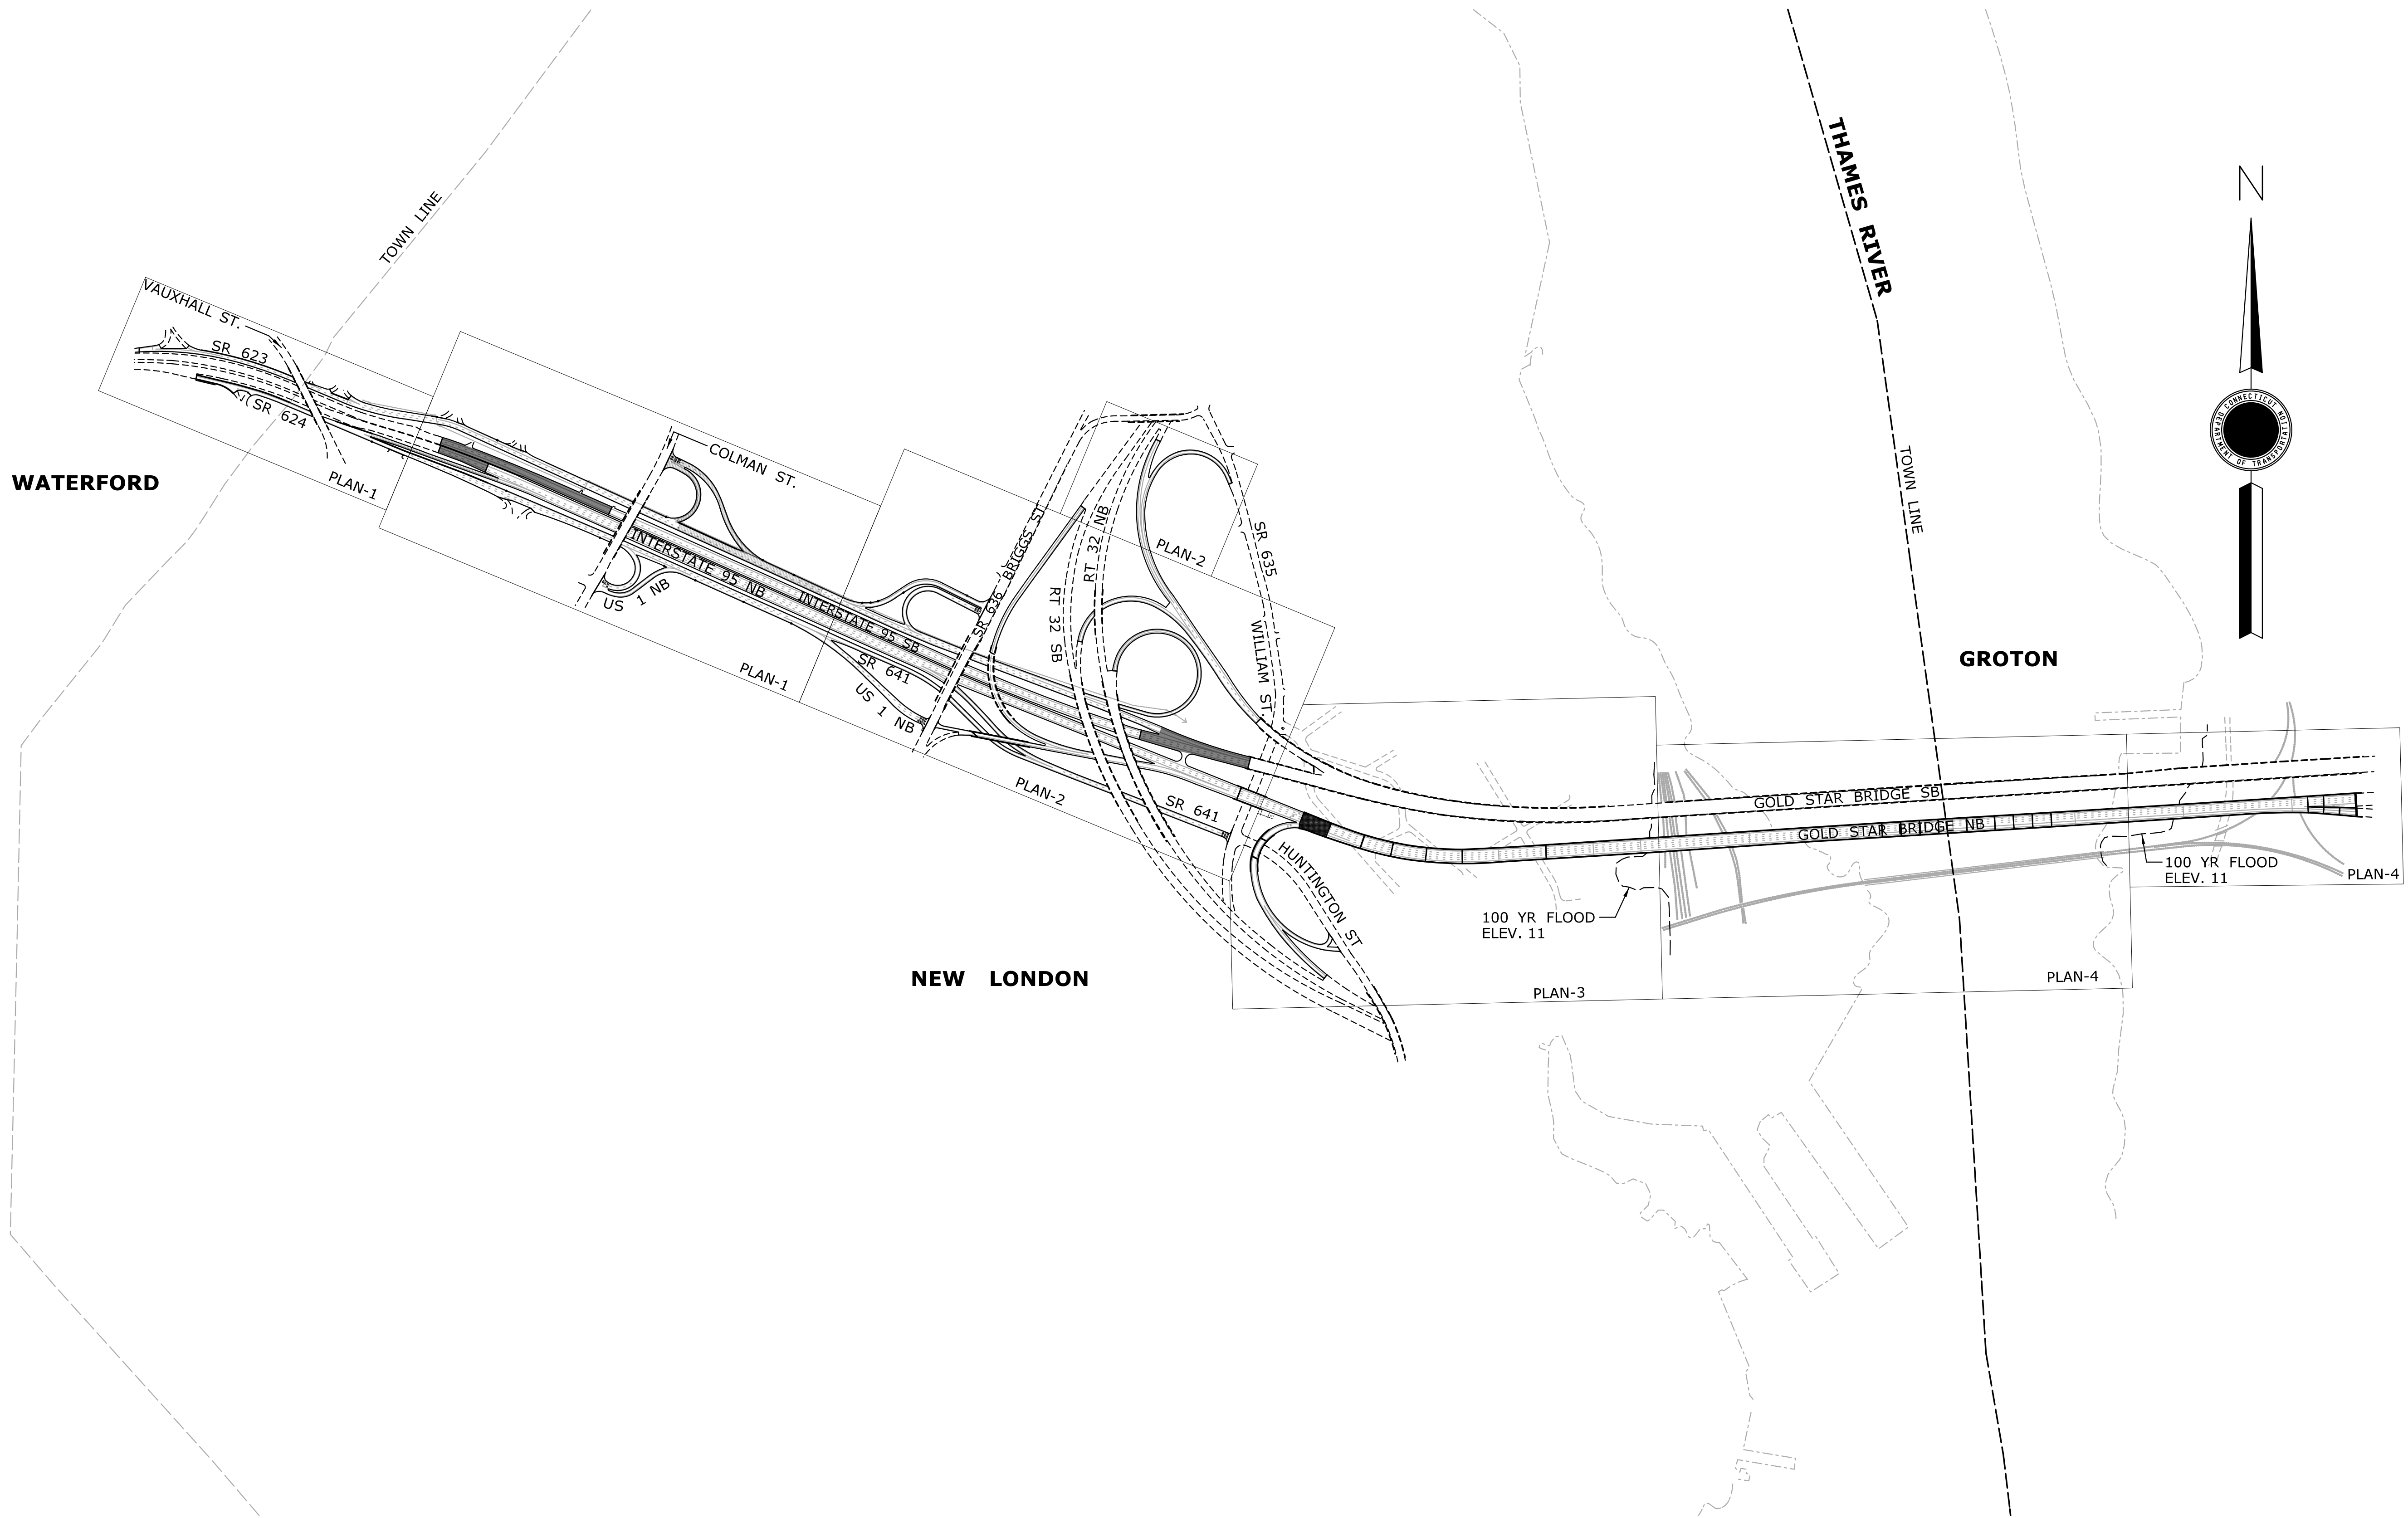 N
THAMES RIVER
TOWN LINE
VAUXHALL ST.
SR 623
SR 624
WATERFORD
PLAN-1
COLMAN ST.
INTERSTATE 95 NB
INTERSTATE 95 SB
US 1 NB
PLAN-1
SR 641
US 1 NB
SR 636 BRIGGS ST
RT 32 NB
RT 32 SB
PLAN-2
SR 635
WILLIAM ST
TOWN LINE
CONNECTICUT
DEPARTMENT OF TRANSPORTATION
GROTON
PLAN-2
SR 641
HUNTINGTON ST
GOLD STAR BRIDGE SB
GOLD STAR BRIDGE NB
100 YR FLOOD
ELEV. 11
100 YR FLOOD
ELEV. 11
PLAN-4
NEW LONDON
PLAN-3
PLAN-4